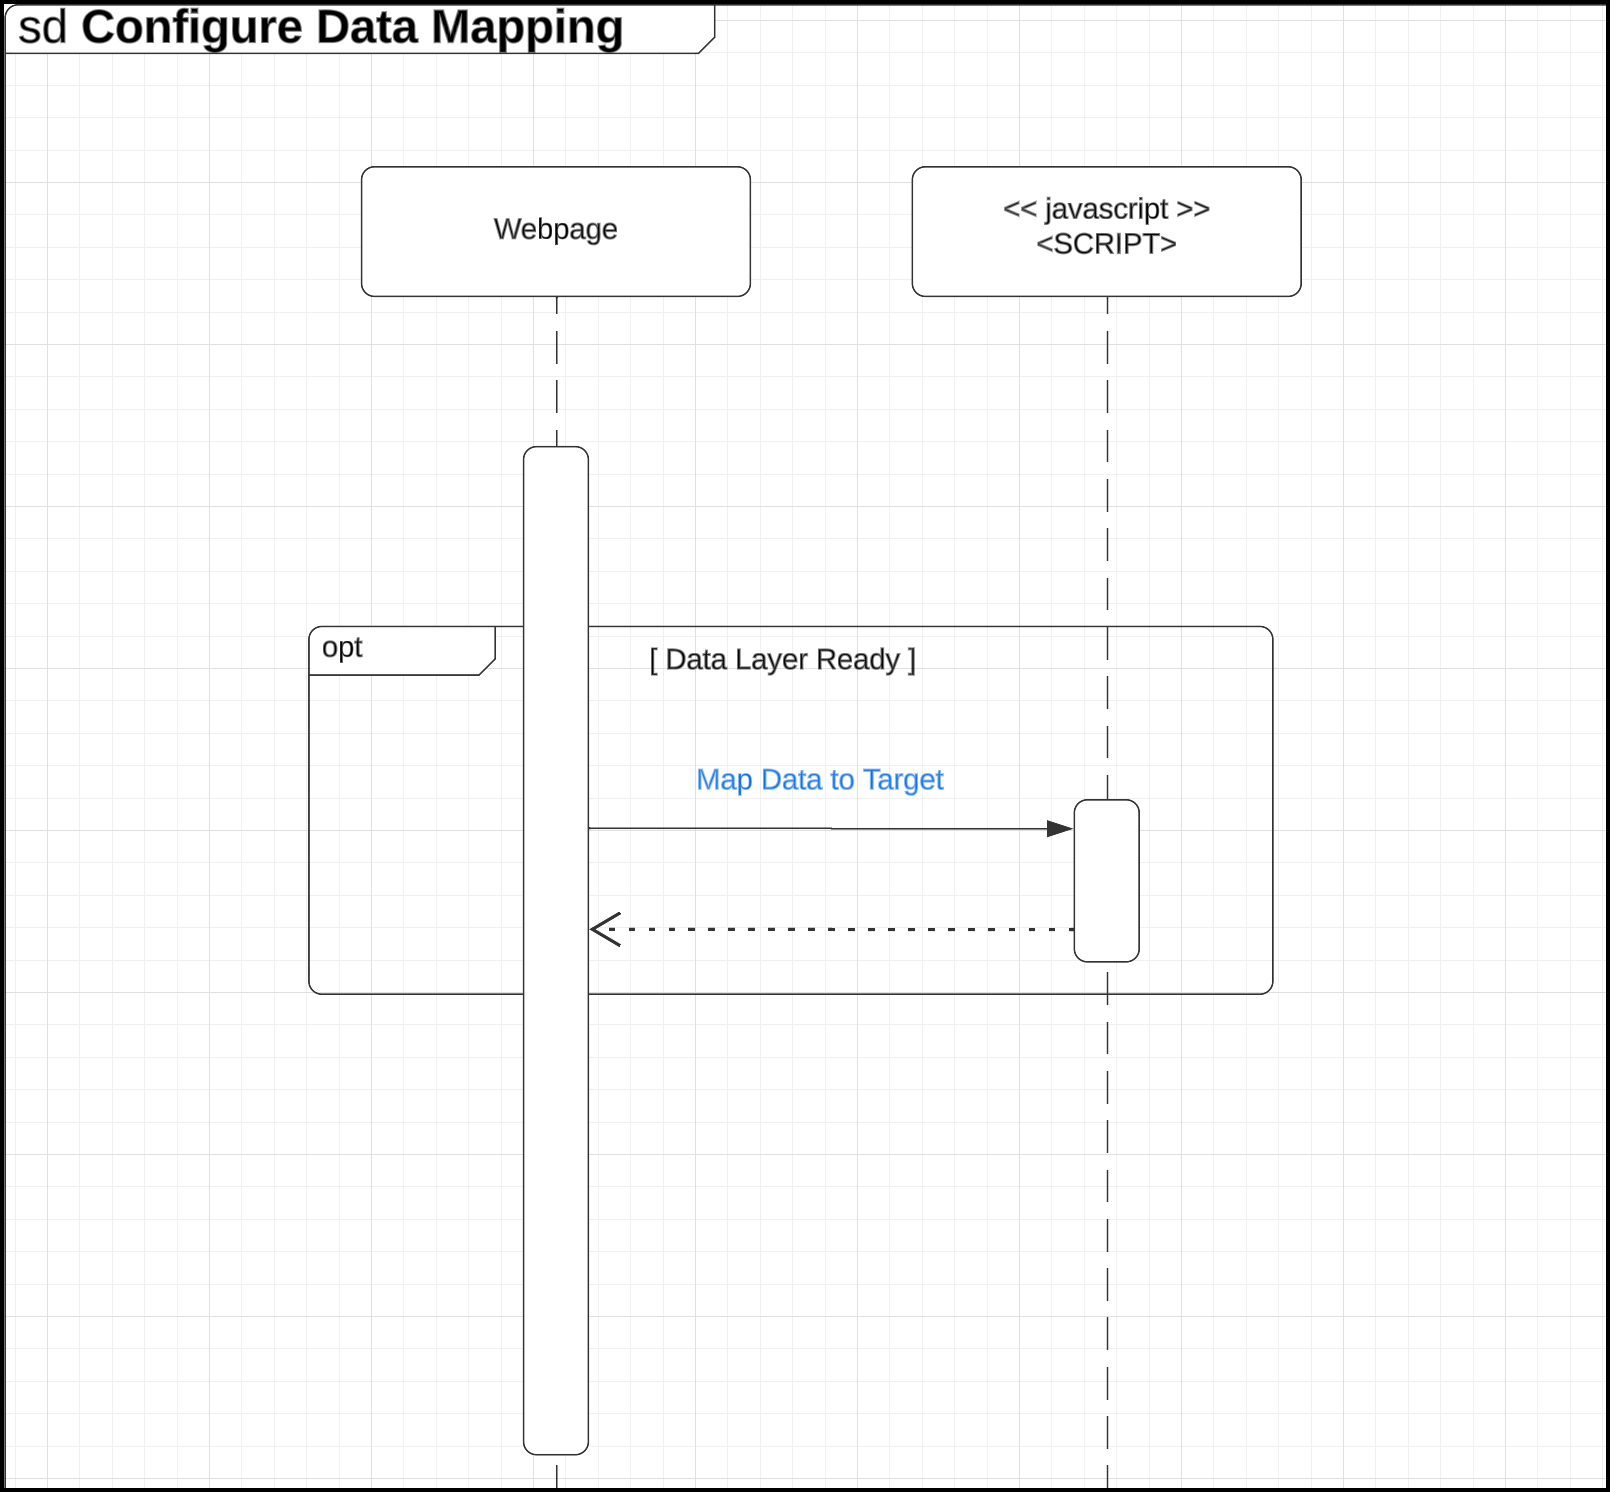 sd Configure Data Mapping
Webpage
<< javascript >>
<SCRIPT>
opt
[ Data Layer Ready ]
Map Data to Target